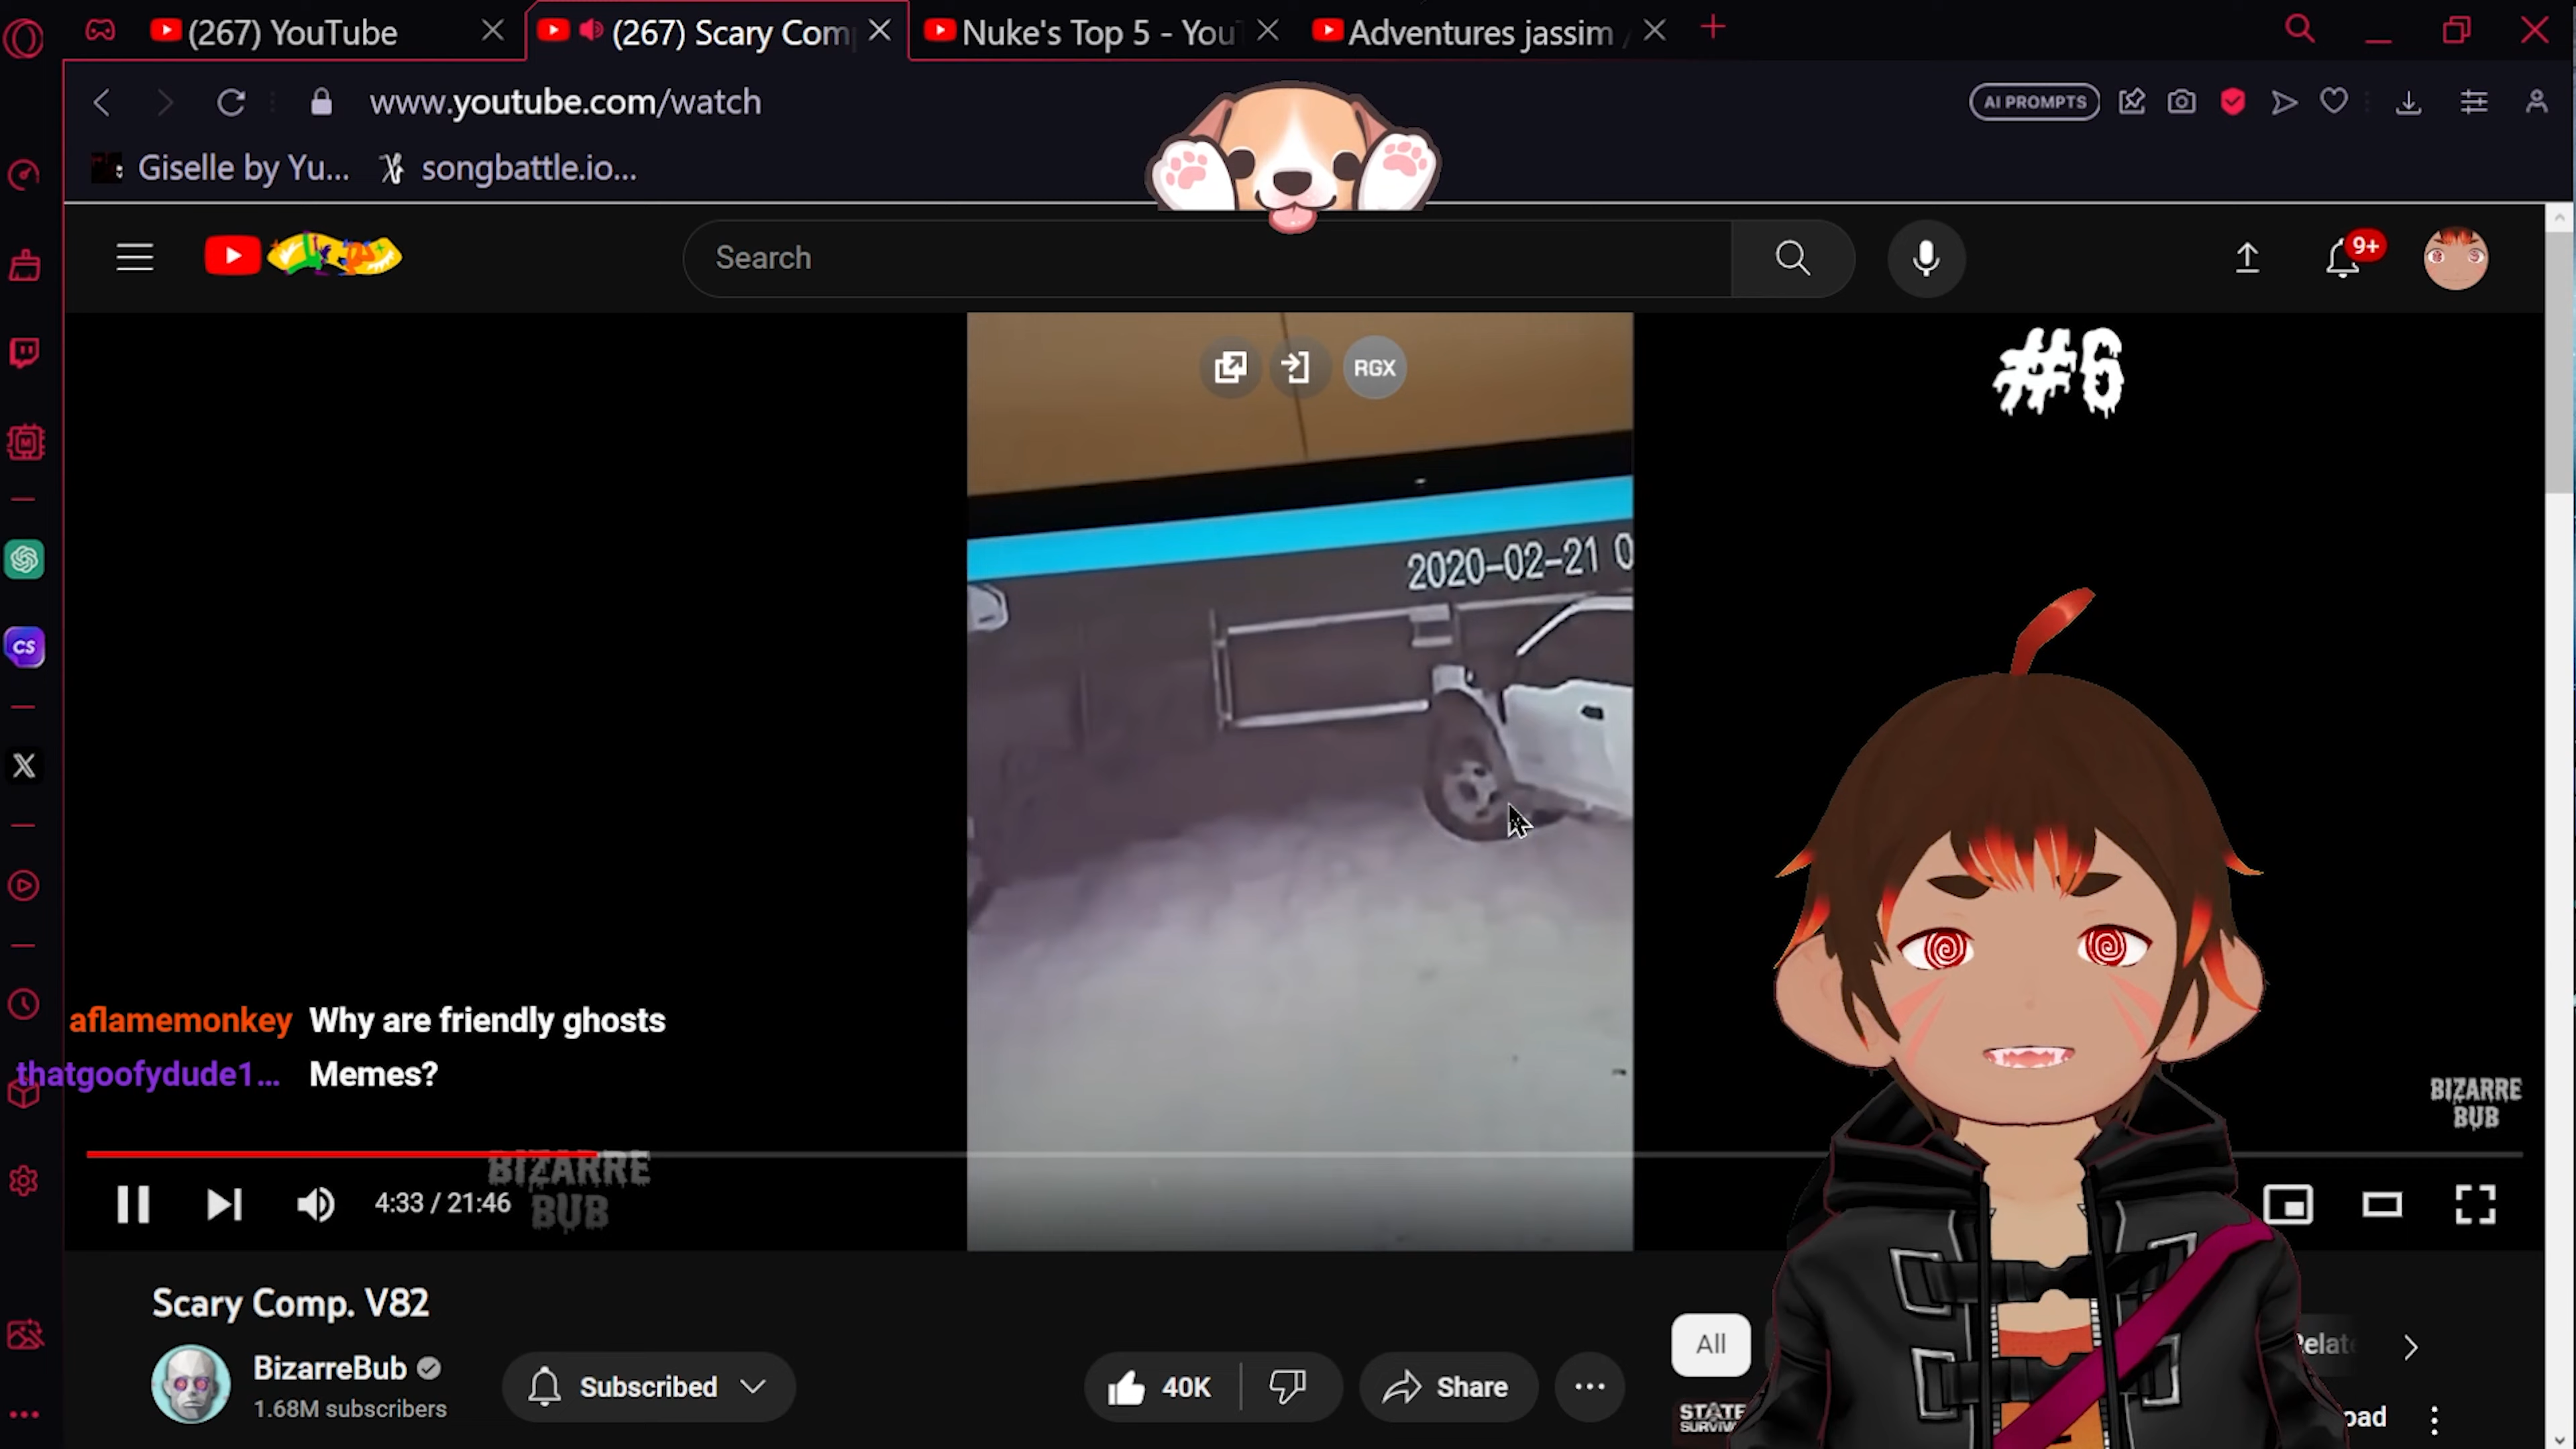 (267) YouTube
(267) Scary Com
Nuke's Top 5 - You
Adventures jassim
www.youtube.com/watch
AI PROMPTS
Giselle by Yu...
songbattle.io...
Search
9+
RGX
#6
2020-02-21 0
CS
aflamemonkey Why are friendly ghosts
thatgoofydude1... Memes?
BIZARRE
BUB
BIZARRE
BUB
4:33 / 21:46
Scary Comp. V82
All
BizarreBub
1.68M subscribers
Subscribed
40K
Share
STATE